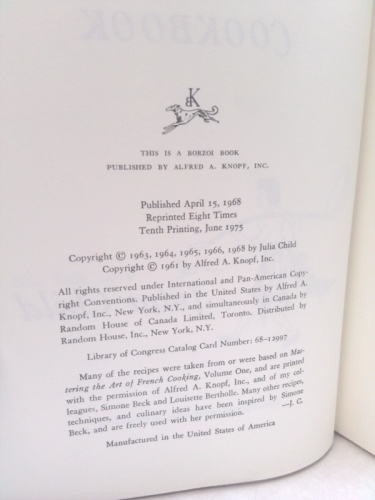 COOKBOOK
BK
THIS IS A BORZOI BOOK
PUBLISHED BY ALFRED A. KNOPF, INC.
Published April 15, 1968
Reprinted Eight Times
Tenth Printing, June 1975
Copyright © 1963, 1964, 1965, 1966, 1968 by Julia Child
Copyright © 1961 by Alfred A. Knopf, Inc.
All rights reserved under International and Pan-American Copy-
right Conventions. Published in the United States by Alfred A.
Knopf, Inc., New York, N.Y., and simultaneously in Canada by
Random House of Canada Limited, Toronto. Distributed by
Random House, Inc., New York, N.Y.
Library of Congress Catalog Card Number: 68-12997
Many of the recipes were taken from or were based on Mas-
tering the Art of French Cooking, Volume One, and are printed
with the permission of Alfred A. Knopf, Inc., and of my col-
leagues, Simone Beck and Louisette Bertholle. Many other recipes,
techniques, and culinary ideas have been inspired by Simone
Beck, and are freely used with her permission. —J. C.
Manufactured in the United States of America